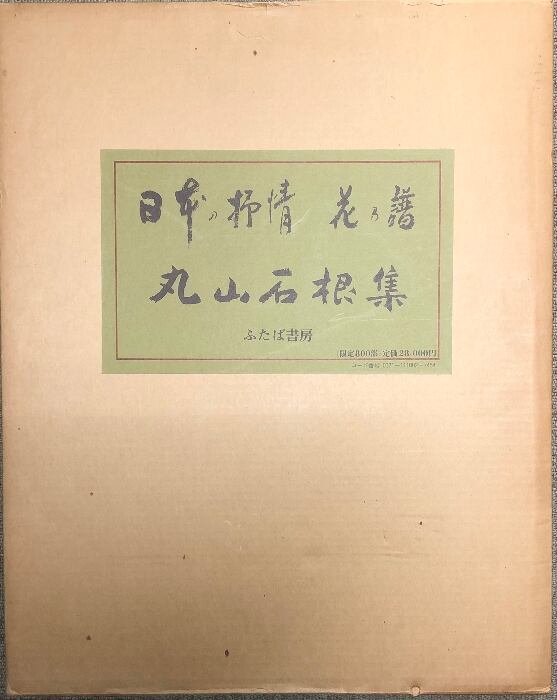 日本の抒情 花の譜
丸山石根集
ふたば書房
限定800部・定価28,000円